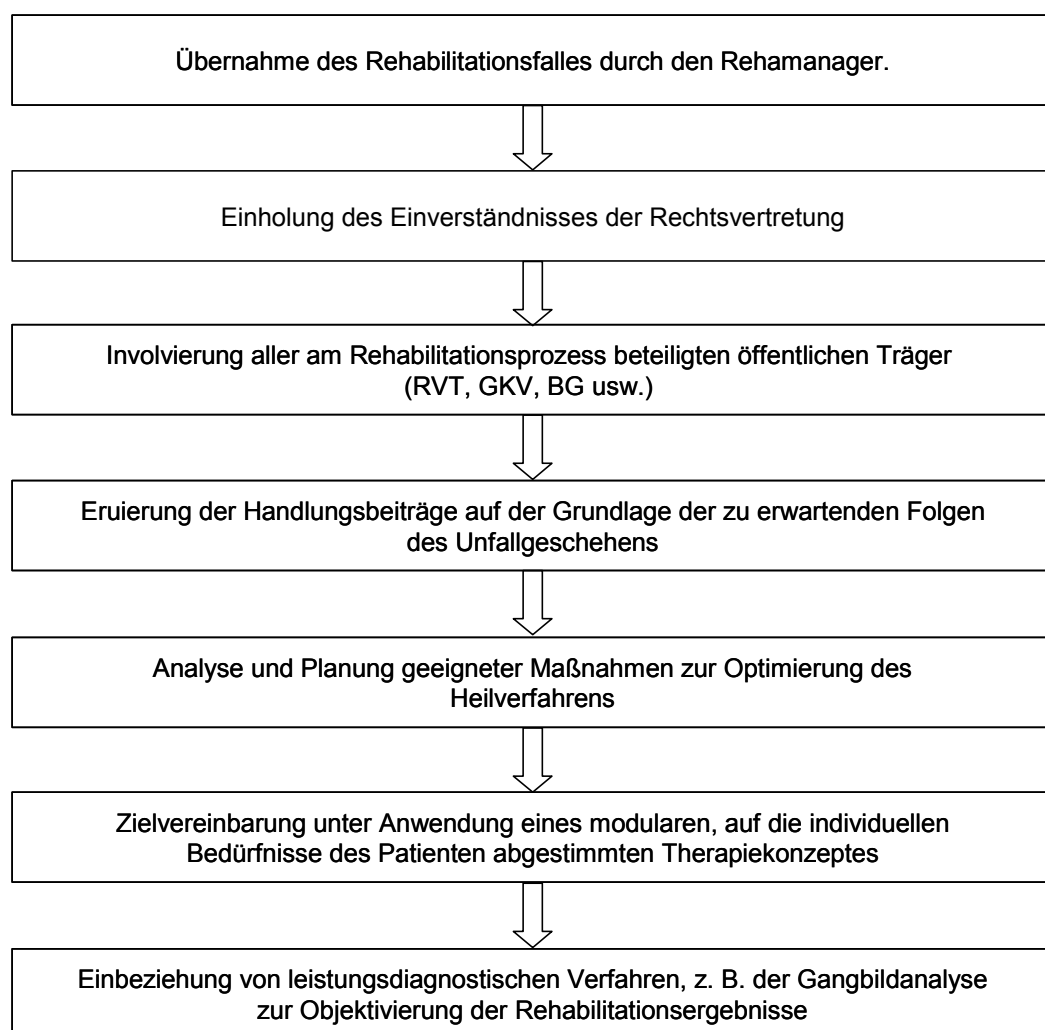 Übernahme des Rehabilitationsfalles durch den Rehamanager.
Einholung des Einverständnisses der Rechtsvertretung
Involvierung aller am Rehabilitationsprozess beteiligten öffentlichen Träger
(RVT, GKV, BG usw.)
Eruierung der Handlungsbeiträge auf der Grundlage der zu erwartenden Folgen
des Unfallgeschehens
Analyse und Planung geeigneter Maßnahmen zur Optimierung des
Heilverfahrens
Zielvereinbarung unter Anwendung eines modularen, auf die individuellen
Bedürfnisse des Patienten abgestimmten Therapiekonzeptes
Einbeziehung von leistungsdiagnostischen Verfahren, z. B. der Gangbildanalyse
zur Objektivierung der Rehabilitationsergebnisse